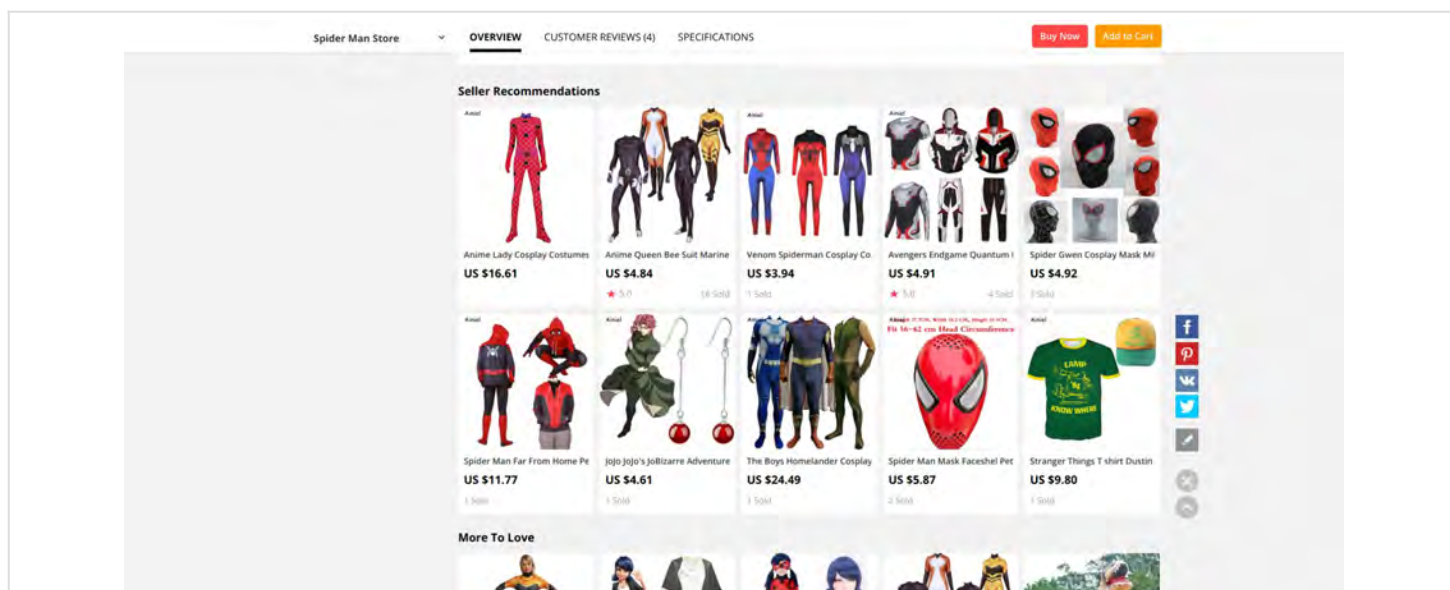 Spider Man Store
OVERVIEW CUSTOMER REVIEWS (4) SPECIFICATIONS
Buy Now Add to Cart
Seller Recommendations
Anime Lady Cosplay Costumes
US $16.61
Anime Queen Bee Suit Marine
US $4.84
5.0 16 Sold
Venom Spiderman Cosplay Co
US $3.94
1 Sold
Avengers Endgame Quantum
US $4.91
5.0 4 Sold
Spider Gwen Cosplay Mask Mil
US $4.92
Sold
Spider Man Far From Home Pe
US $11.77
1 Sold
JoJo JoJo's JoBizarre Adventure
US $4.61
1 Sold
The Boys Homelander Cosplay
US $24.49
1 Sold
Fit 56~62 cm Head Circumference
Spider Man Mask Faceshel Pet
US $5.87
2 Sold
CAMP
KNOW WHERE
Stranger Things T shirt Dustin
US $9.80
1 Sold
More To Love